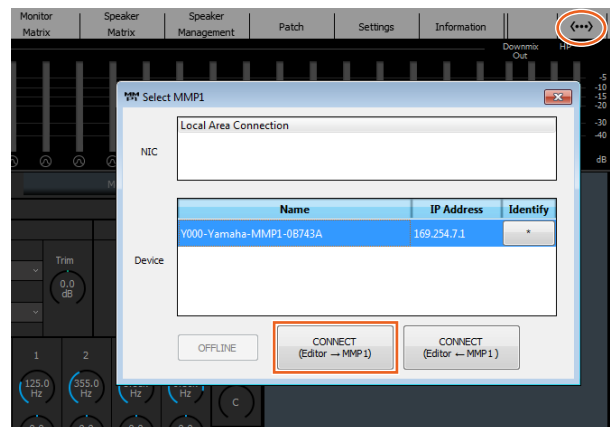 Monitor Matrix
Speaker Matrix
Speaker Management
Patch
Settings
Information
Downmix Out
HP
-5
-10
-15
-20
-30
-40
dB
Select MMP1
NIC
Local Area Connection
Name
IP Address
Identify
Device
Y000-Yamaha-MMP1-0B743A
169.254.7.1
*
OFFLINE
CONNECT
(Editor → MMP1)
CONNECT
(Editor ← MMP1 )
Trim
0.0
dB
1
2
125.0
Hz
355.0
Hz
Hz
Hz
C